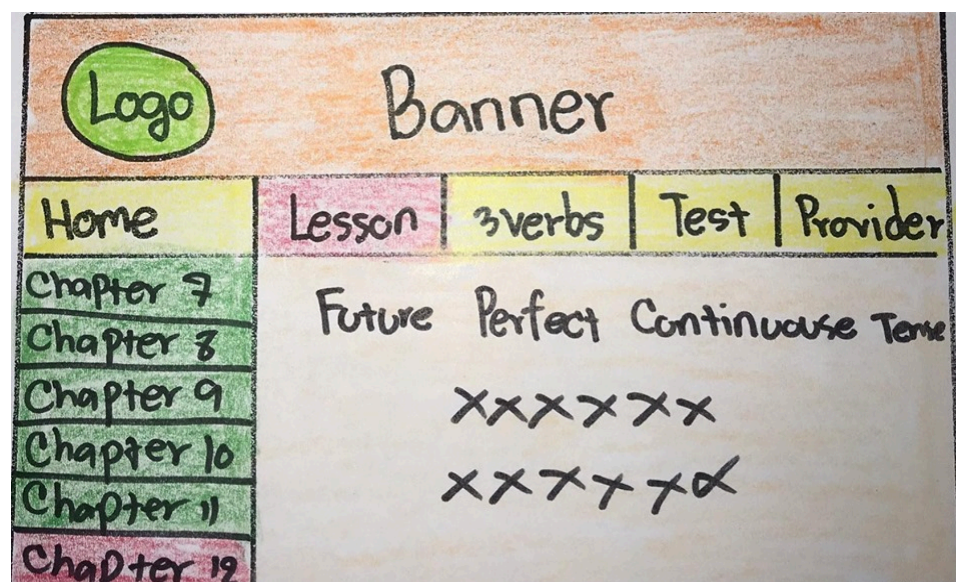 Logo
Banner
Home
Lesson
3verbs
Test
Provider
Chapter 7
Chapter 8
Chapter 9
Chapter 10
Chapter 11
Chapter 12
Future Perfect Continuouse Tense
xxxxxx
xxxxxx